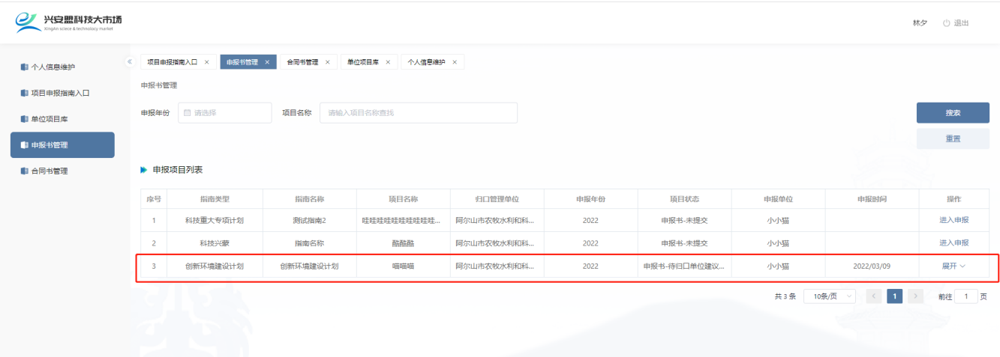 兴安盟科技大市场
XingAn sciece & technology market
林夕 退出
个人信息维护
项目申报指南入口
单位项目库
申报书管理
合同书管理
项目申报指南入口 × 申报书管理 × 合同书管理 × 单位项目库 × 个人信息维护 ×
申报书管理
申报年份 请选择 项目名称 请输入项目名称查找 搜索
重置
申报项目列表
序号 指南类型 指南名称 项目名称 归口管理单位 申报年份 项目状态 申报单位 申报时间 操作
1 科技重大专项计划 测试指南2 哇哇哇哇哇哇哇哇哇... 阿尔山市农牧水利和科... 2022 申报书-未提交 小小猫 进入申报
2 科技兴蒙 指南名称 酷酷酷 阿尔山市农牧水利和科... 2022 申报书-未提交 小小猫 进入申报
3 创新环境建设计划 创新环境建设计划 喵喵喵 阿尔山市农牧水利和科... 2022 申报书-待归口单位建议... 小小猫 2022/03/09 展开
共 3 条 10条/页 < 1 > 前往 1 页